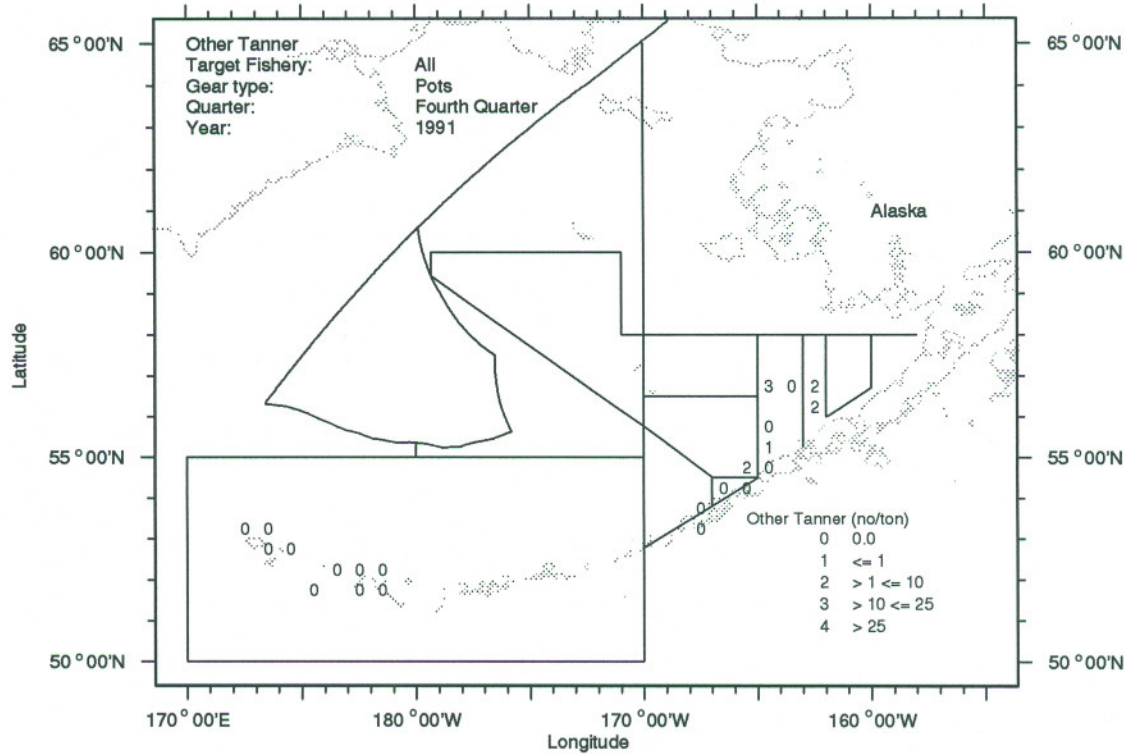 65°00'N
65°00'N
Other Tanner
Target Fishery: All
Gear type: Pots
Quarter: Fourth Quarter
Year: 1991
Alaska
60°00'N
60°00'N
Latitude
3 0 2
2
0
1
55°00'N
2 0
55°00'N
0 0
0
0
Other Tanner (no/ton)
0 0.0
1 <= 1
2 > 1 <= 10
3 > 10 <= 25
4 > 25
0 0
0 0
0 0 0
0 0 0
50°00'N
50°00'N
170°00'E
180°00'W
170°00'W
160°00'W
Longitude